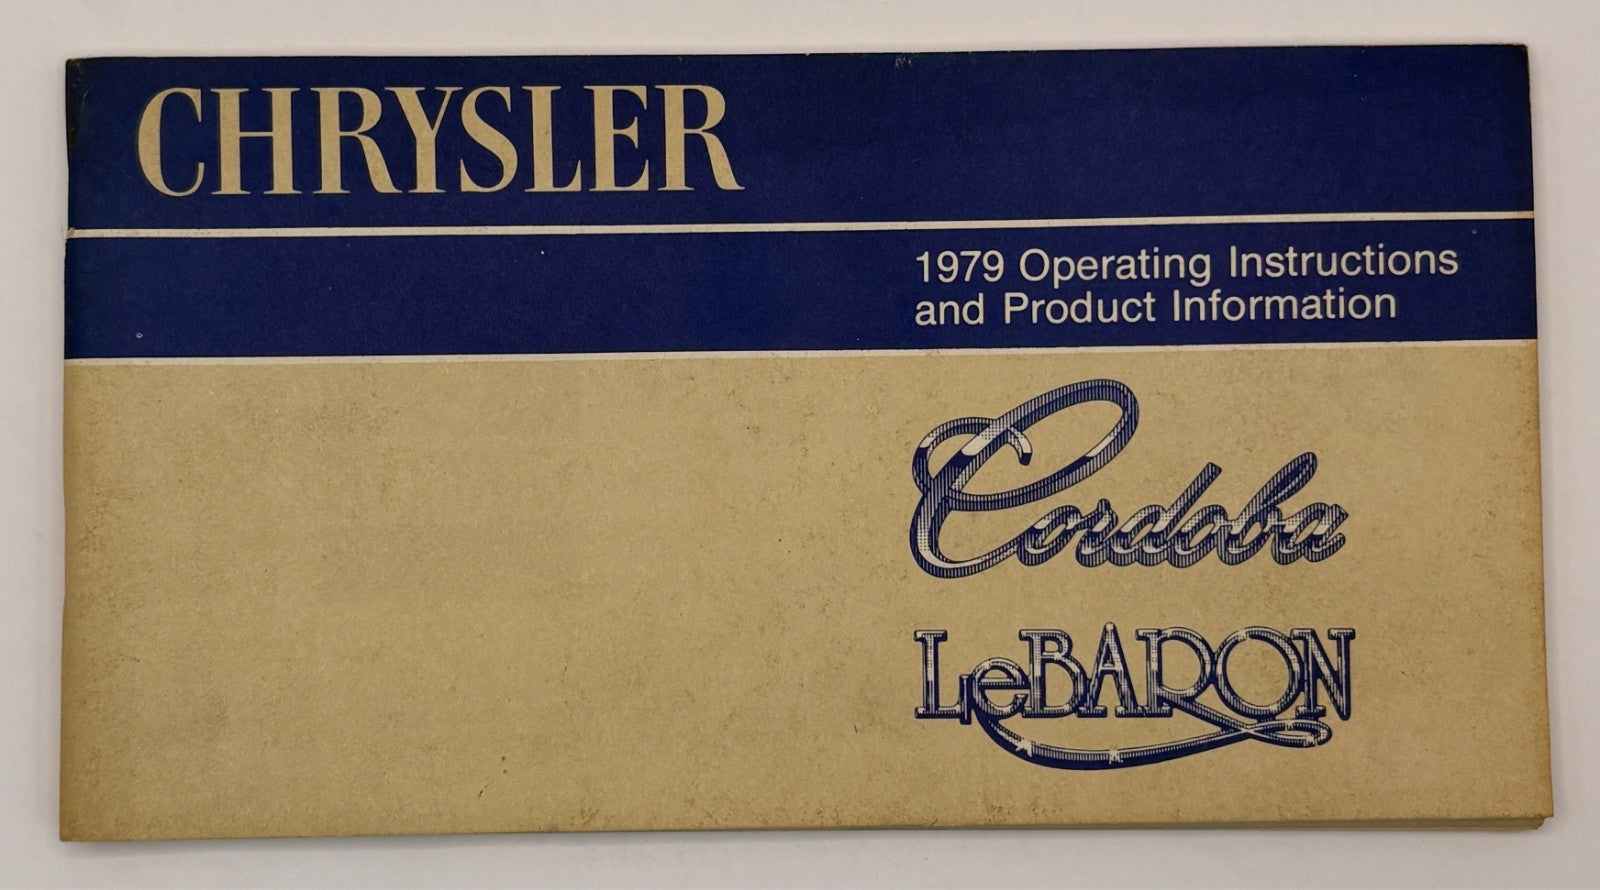 CHRYSLER
1979 Operating Instructions
and Product Information
Cordoba
LeBARON